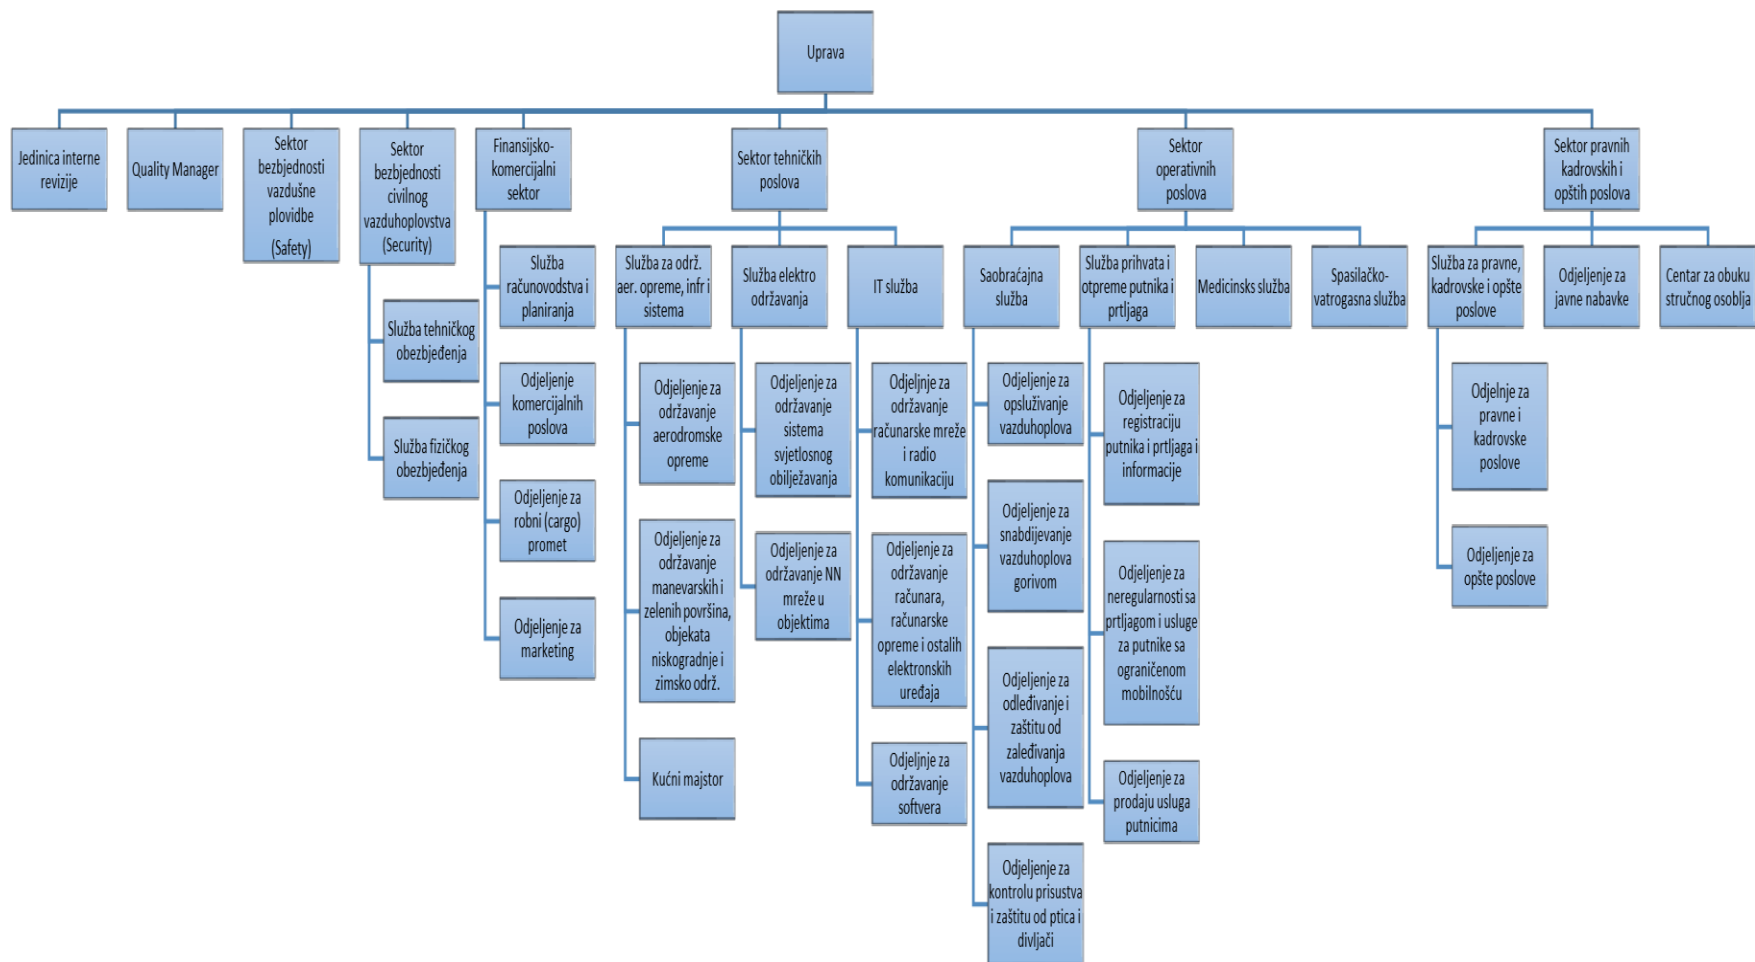 Uprava
Jedinica interne
revizije
Quality Manager
Sektor
bezbjednosti
vazdušne
plovidbe
(Safety)
Sektor
bezbjednosti
civilnog
vazduhoplovstva
(Security)
Finansijsko-
komercijalni
sektor
Sektor tehničkih
poslova
Sektor
operativnih
poslova
Sektor pravnih
kadrovskih i
opštih poslova
Služba tehničkog
obezbjeđenja
Služba fizičkog
obezbjeđenja
Služba
računovodstva i
planiranja
Odjeljenje
komercijalnih
poslova
Odjeljenje za
robni (cargo)
promet
Odjeljenje za
marketing
Služba za održ.
aer. opreme, infr i
sistema
Služba elektro
održavanja
IT služba
Saobraćajna
služba
Služba prihvata i
otpreme putnika i
prtljaga
Medicinsks služba
Spasilačko-
vatrogasna služba
Služba za pravne,
kadrovske i opšte
poslove
Odjeljenje za
javne nabavke
Centar za obuku
stručnog osoblja
Odjeljenje za
održavanje
aerodromske
opreme
Odjeljenje za
održavanje
manevarskih i
zelenih površina,
objekata
niskogradnje i
zimsko održ.
Kućni majstor
Odjeljenje za
održavanje
sistema
svjetlosnog
obilježavanja
Odjeljenje za
održavanje NN
mreže u
objektima
Odjeljnje za
održavanje
računarske mreže
i radio
komunikaciju
Odjeljenje za
održavanje
računara,
računarske
opreme i ostalih
elektronskih
uređaja
Odjeljnje za
održavanje
softvera
Odjeljenje za
opsluživanje
vazduhoplova
Odjeljenje za
snabdijevanje
vazduhoplova
gorivom
Odjeljenje za
odleđivanje i
zaštitu od
zaleđivanja
vazduhoplova
Odjeljenje za
kontrolu prisustva
i zaštitu od ptica i
divljači
Odjeljenje za
registraciju
putnika i prtljaga i
informacije
Odjeljenje za
neregularnosti sa
prtljagom i usluge
za putnike sa
ograničenom
mobilnošću
Odjeljenje za
prodaju usluga
putnicima
Odjelnje za
pravne i
kadrovske
poslove
Odjeljenje za
opšte poslove